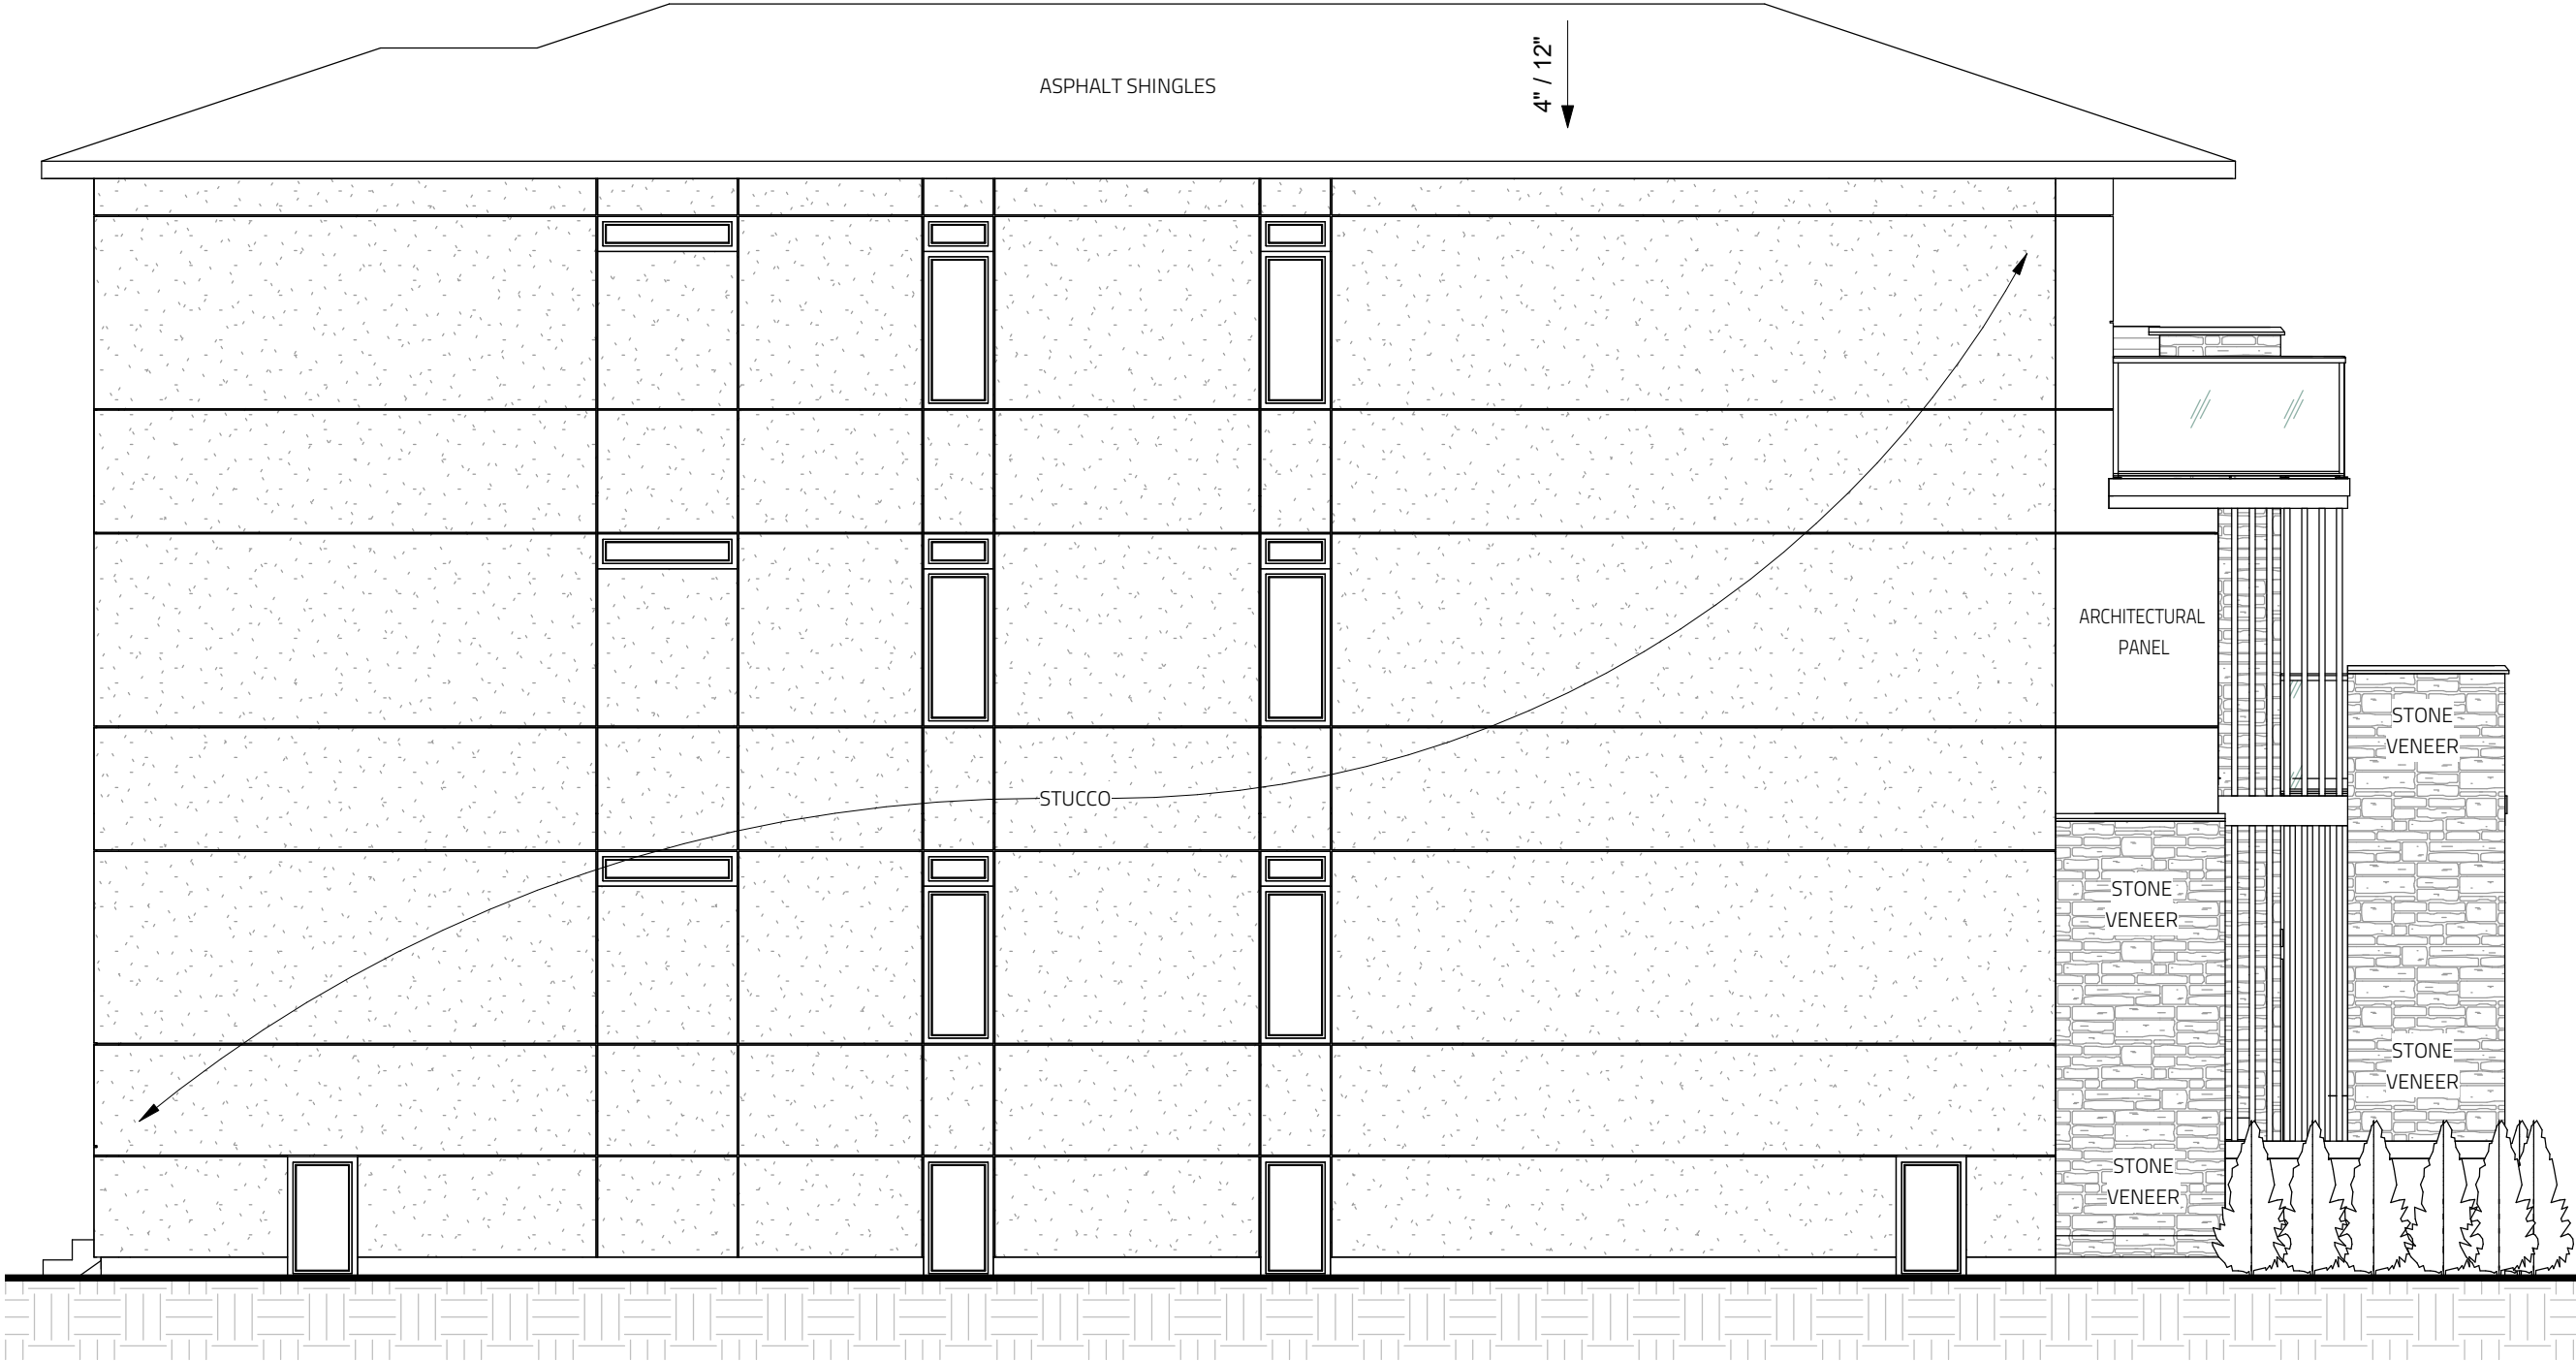 4" / 12"
ASPHALT SHINGLES
ARCHITECTURAL
PANEL
STONE
VENEER
STUCCO
STONE
VENEER
STONE
VENEER
STONE
VENEER